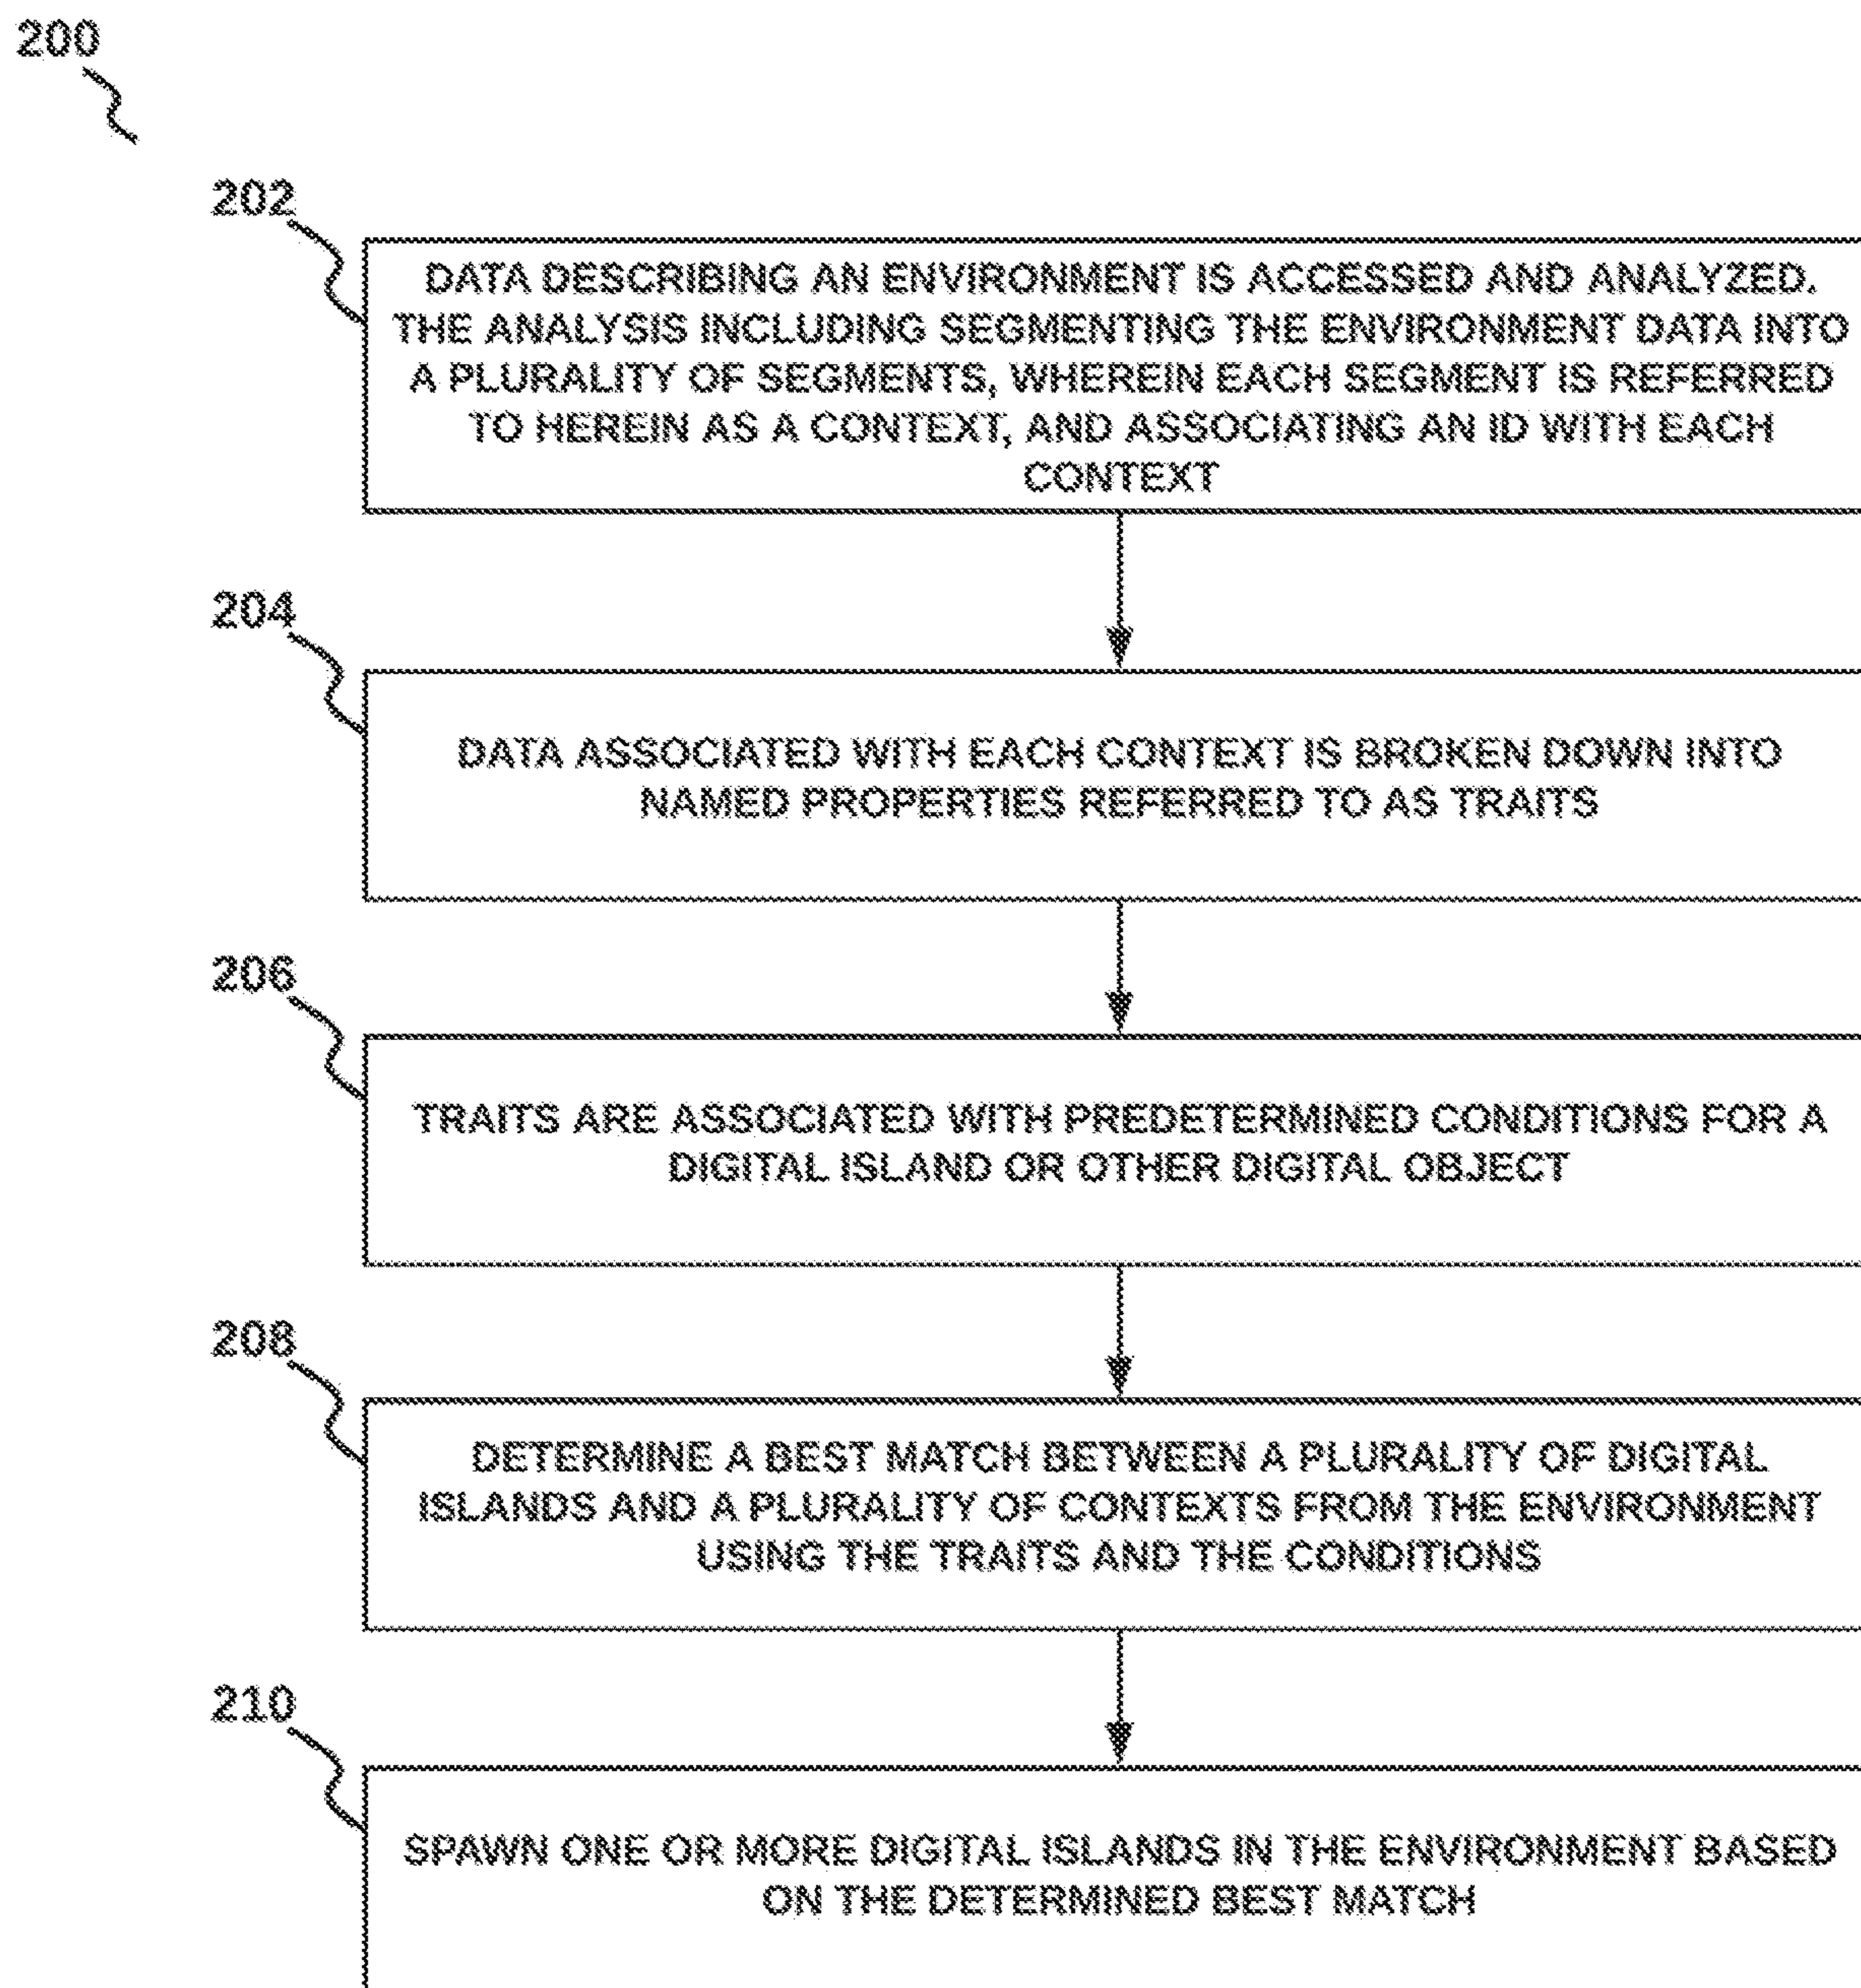 200
202
DATA DESCRIBING AN ENVIRONMENT IS ACCESSED AND ANALYZED.
THE ANALYSIS INCLUDING SEGMENTING THE ENVIRONMENT DATA INTO
A PLURALITY OF SEGMENTS, WHEREIN EACH SEGMENT IS REFERRED
TO HEREIN AS A CONTEXT, AND ASSOCIATING AN ID WITH EACH
CONTEXT
204
DATA ASSOCIATED WITH EACH CONTEXT IS BROKEN DOWN INTO
NAMED PROPERTIES REFERRED TO AS TRAITS
206
TRAITS ARE ASSOCIATED WITH PREDETERMINED CONDITIONS FOR A
DIGITAL ISLAND OR OTHER DIGITAL OBJECT
208
DETERMINE A BEST MATCH BETWEEN A PLURALITY OF DIGITAL
ISLANDS AND A PLURALITY OF CONTEXTS FROM THE ENVIRONMENT
USING THE TRAITS AND THE CONDITIONS
210
SPAWN ONE OR MORE DIGITAL ISLANDS IN THE ENVIRONMENT BASED
ON THE DETERMINED BEST MATCH